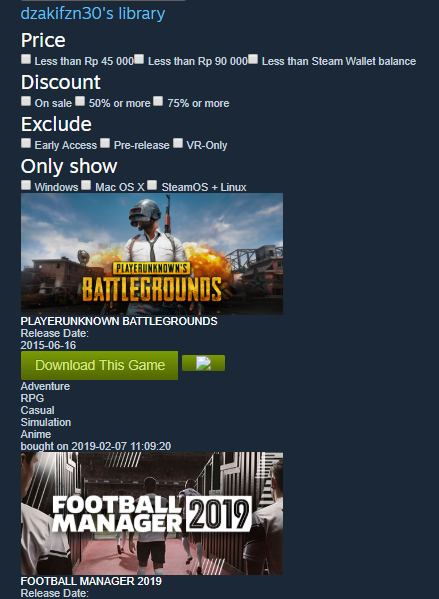 dzakifzn30's library
Price
Less than Rp 45 000 Less than Rp 90 000 Less than Steam Wallet balance
Discount
On sale 50% or more 75% or more
Exclude
Early Access Pre-release VR-Only
Only show
Windows Mac OS X SteamOS + Linux
PLAYERUNKNOWN'S
BATTLEGROUNDS
PLAYERUNKNOWN BATTLEGROUNDS
Release Date:
2015-06-16
Download This Game
Adventure
RPG
Casual
Simulation
Anime
bought on 2019-02-07 11:09:20
FOOTBALL
MANAGER 2019
FOOTBALL MANAGER 2019
Release Date: